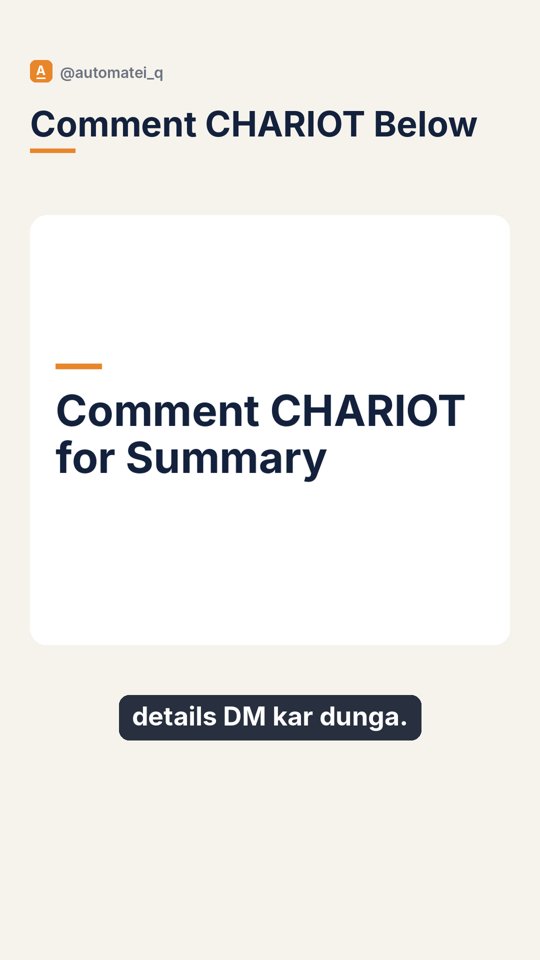 A
@automatei_q
Comment CHARIOT Below
Comment CHARIOT
for Summary
details DM kar dunga.